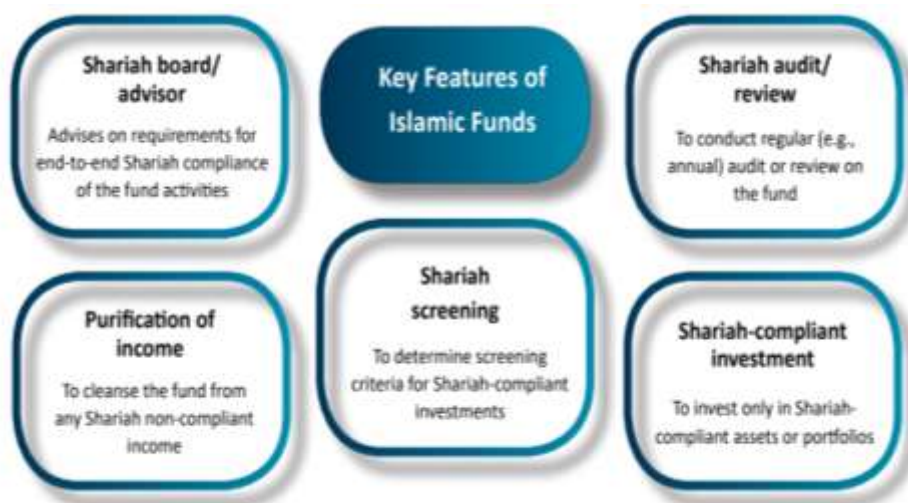 Key Features of
Islamic Funds
Shariah board/
advisor
Advises on requirements for
end-to-end Shariah compliance
of the fund activities
Shariah audit/
review
To conduct regular (e.g.,
annual) audit or review on
the fund
Purification of
income
To cleanse the fund from
any Shariah non-compliant
income
Shariah
screening
To determine screening
criteria for Shariah-compliant
investments
Shariah-compliant
investment
To invest only in Shariah-
compliant assets or portfolios